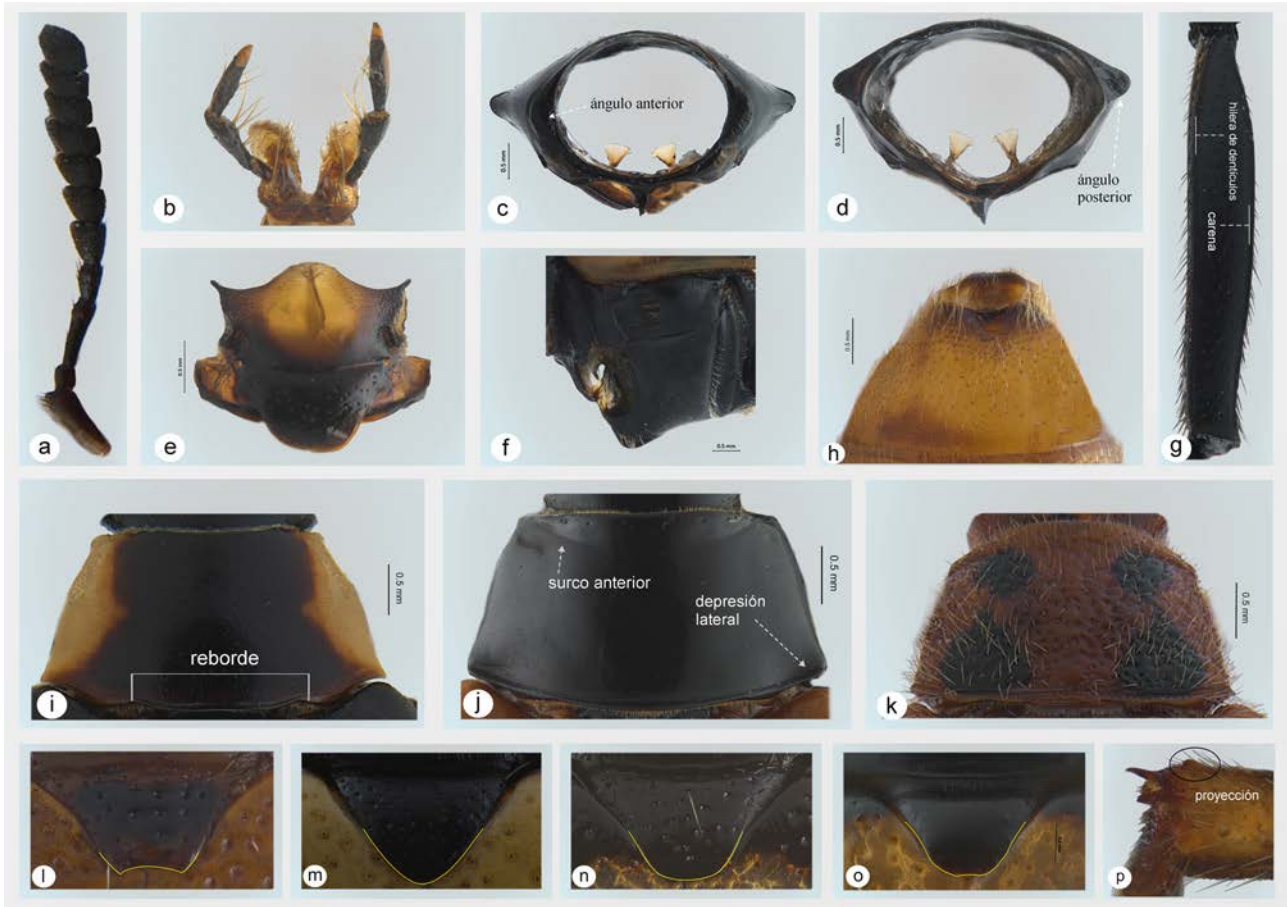 a
b
ángulo anterior
0.5 mm
c
0.5 mm
ángulo
posterior
d
hilera de dentículos
carena
g
0.5 mm
e
0.5 mm
f
0.5 mm
h
reborde
0.5 mm
i
surco anterior
depresión
lateral
0.5 mm
j
0.5 mm
k
l
m
n
o
proyección
p